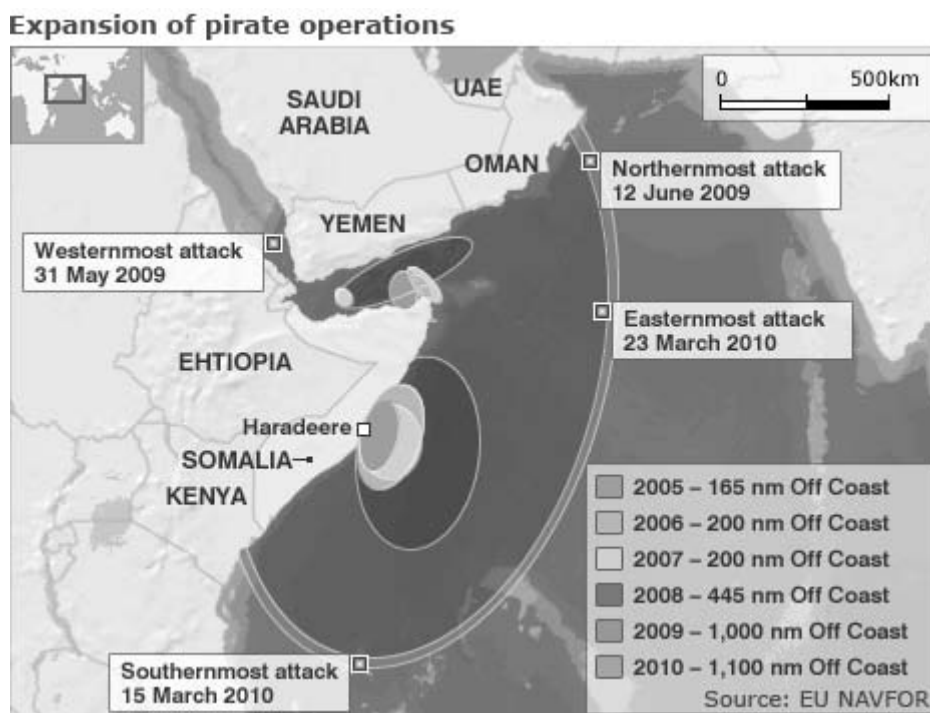 Expansion of pirate operations
0 500km
UAE
SAUDI
ARABIA
OMAN
Northernmost attack
12 June 2009
YEMEN
Westernmost attack
31 May 2009
Easternmost attack
23 March 2010
EHTIOPIA
Haradeere
SOMALIA
KENYA
2005 – 165 nm Off Coast
2006 – 200 nm Off Coast
2007 – 200 nm Off Coast
2008 – 445 nm Off Coast
2009 – 1,000 nm Off Coast
2010 – 1,100 nm Off Coast
Southernmost attack
15 March 2010
Source: EU NAVFOR